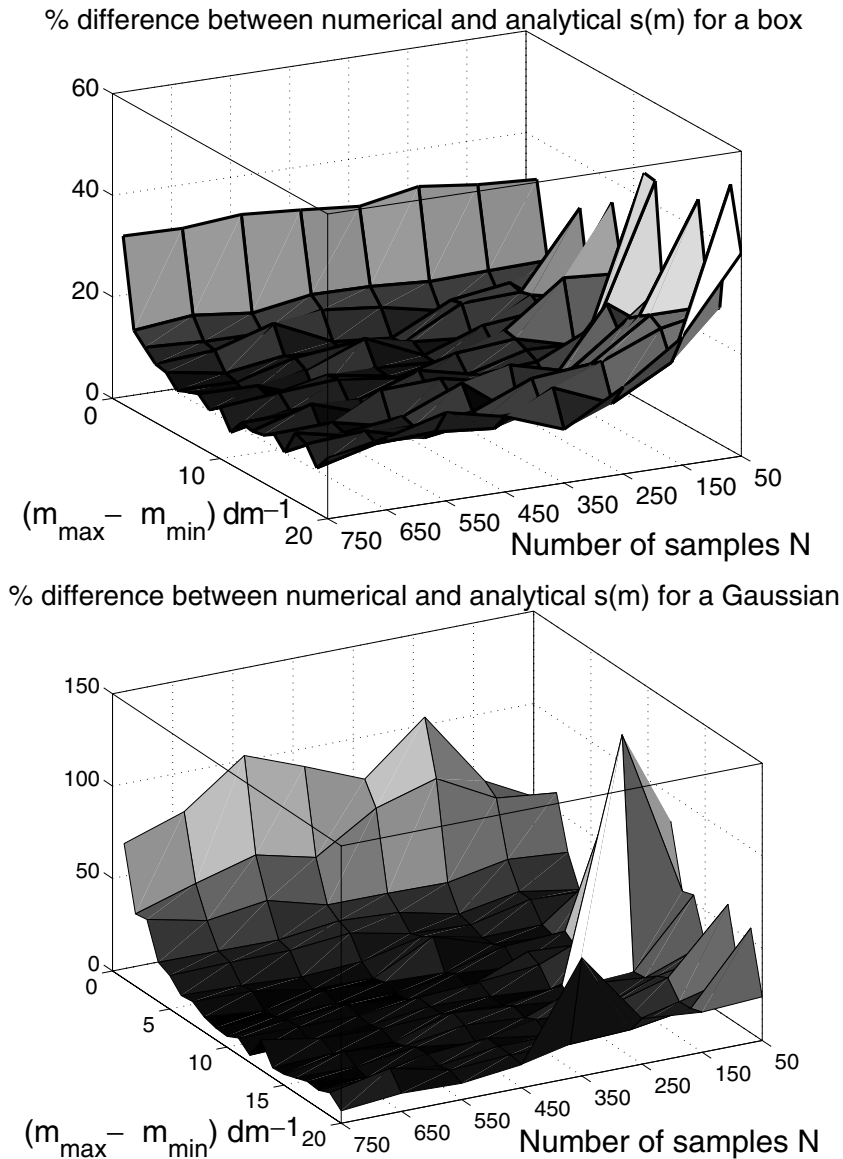 % difference between numerical and analytical s(m) for a box
60
40
20
0
0
10
20
(m_max − m_min) dm^−1
750 650 550 450 350 250 150 50
Number of samples N
% difference between numerical and analytical s(m) for a Gaussian
150
100
50
0
0
5
10
15
20
(m_max − m_min) dm^−1
750 650 550 450 350 250 150 50
Number of samples N